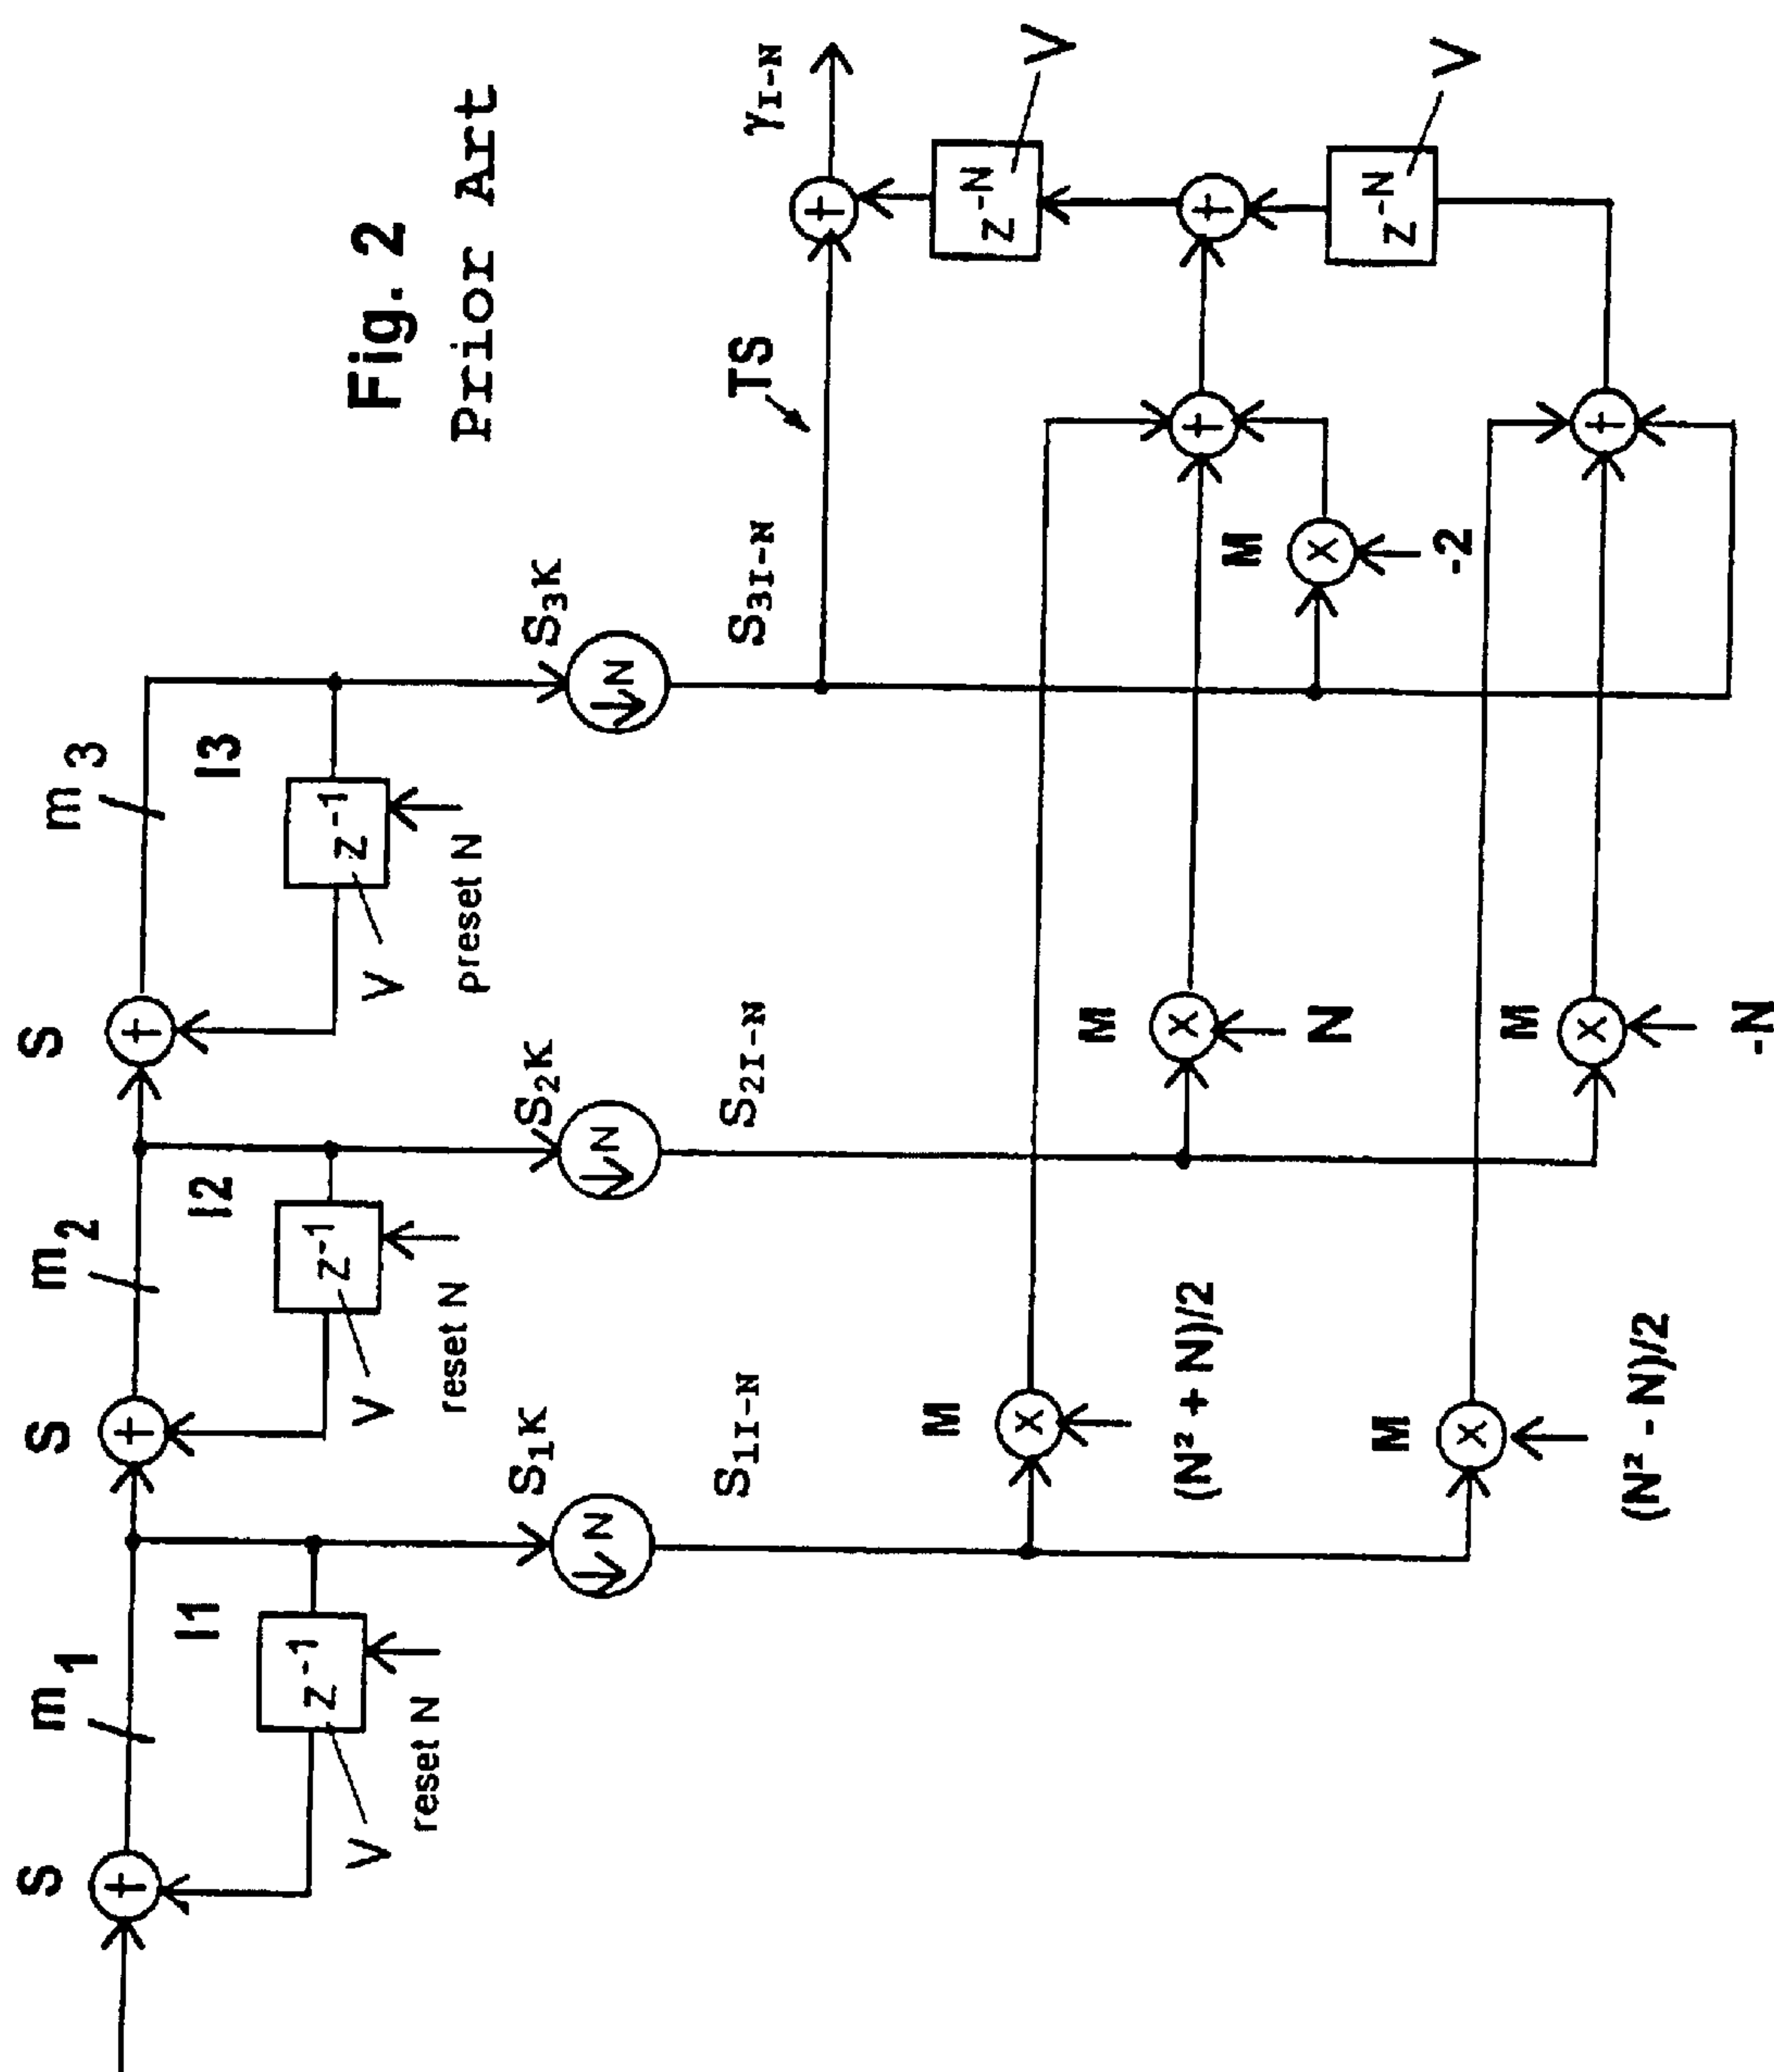 Fig. 2
Prior Art
S
m1
I1
z-1
V
reset N
S
m2
I2
z-1
V
reset N
S
m3
I3
z-1
V
preset N
S1K
↓N
S1I-N
S2K
↓N
S2I-N
S3K
↓N
S3I-N
TS
+
γI-N
z-N
V
z-N
V
M
X
(N² + N)/2
M
X
(N² - N)/2
M
X
N
M
X
-N
M
X
-2